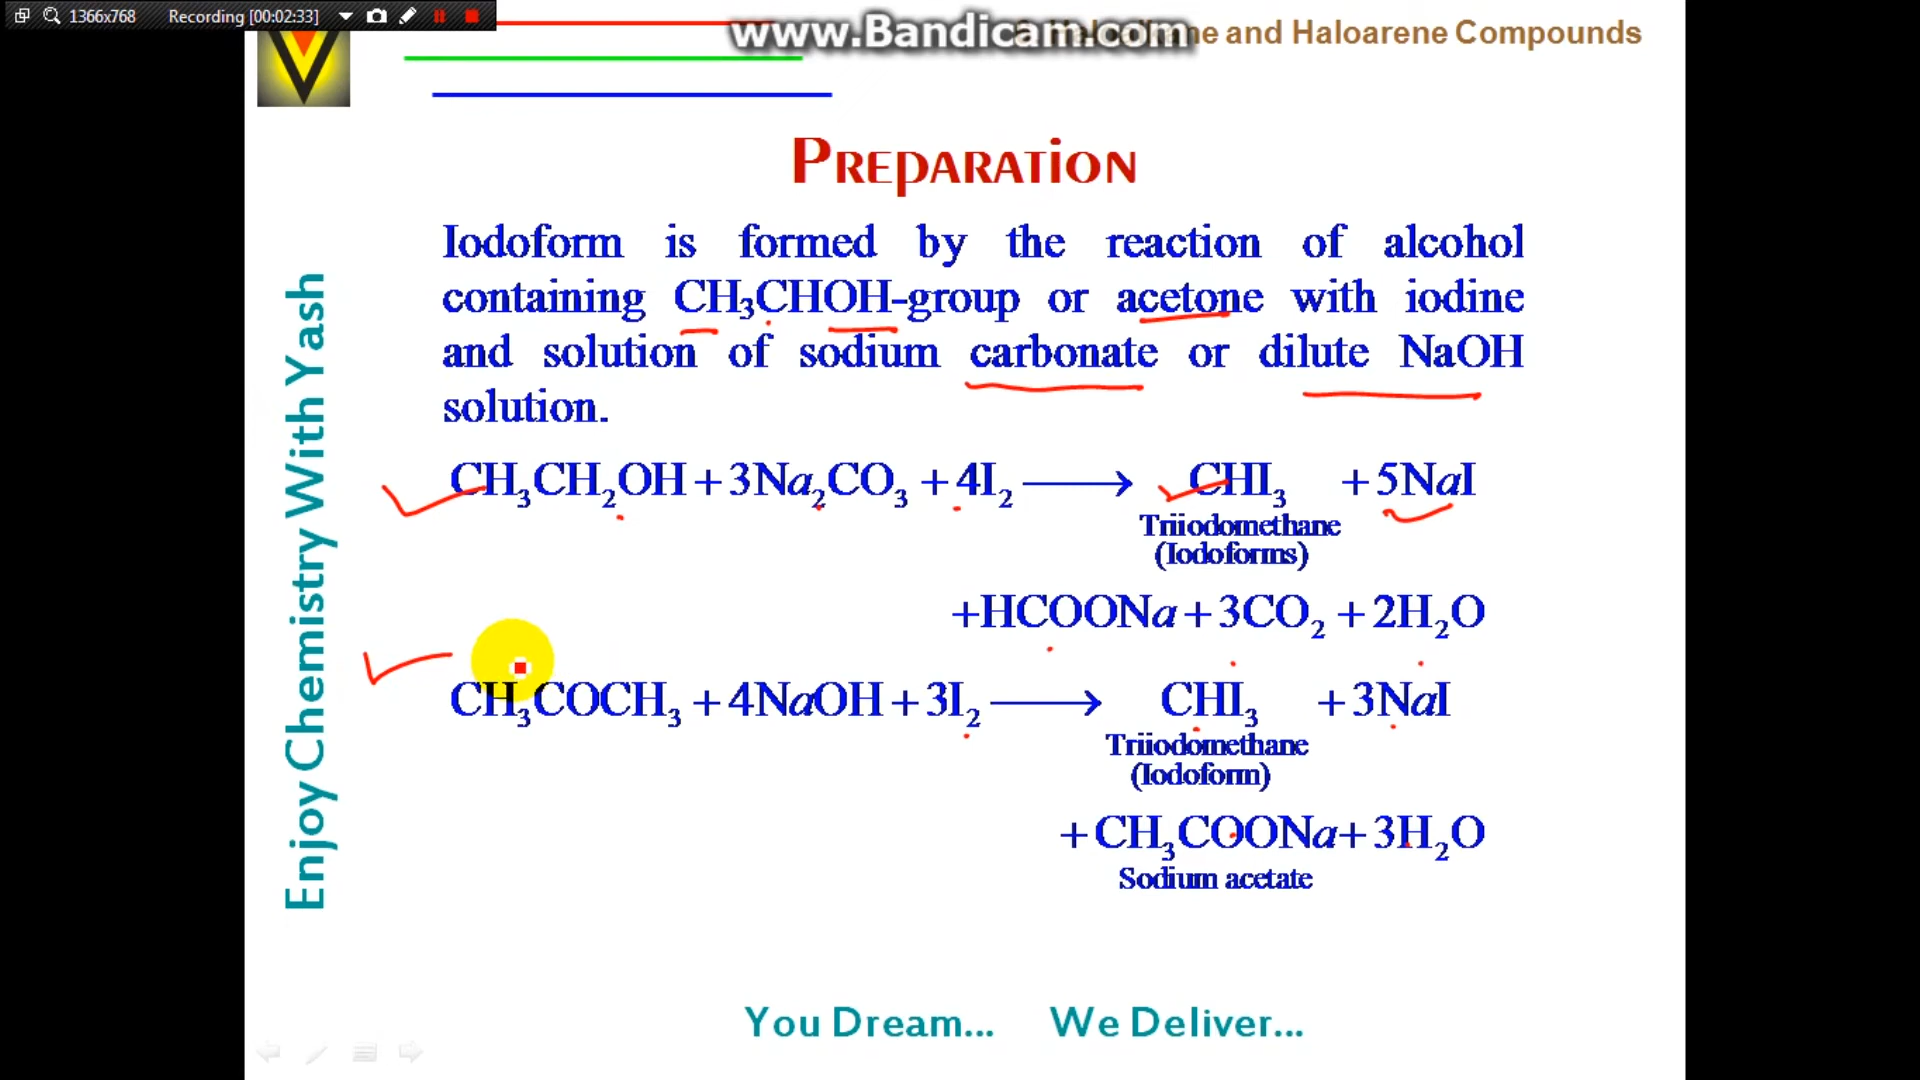 1366x768 Recording [00:02:33]
www.Bandicam.com
ne and Haloarene Compounds
PREPARATION
Iodoform is formed by the reaction of alcohol
containing CH₃CHOH-group or acetone with iodine
and solution of sodium carbonate or dilute NaOH
solution.
CH₃CH₂OH + 3Na₂CO₃ + 4I₂ ⟶ CHI₃ + 5NaI
Triiodomethane
(Iodoforms)
+HCOONa + 3CO₂ + 2H₂O
CH₃COCH₃ + 4NaOH + 3I₂ ⟶ CHI₃ + 3NaI
Triiodomethane
(Iodoform)
+ CH₃COONa + 3H₂O
Sodium acetate
Enjoy Chemistry With Yash
You Dream... We Deliver...